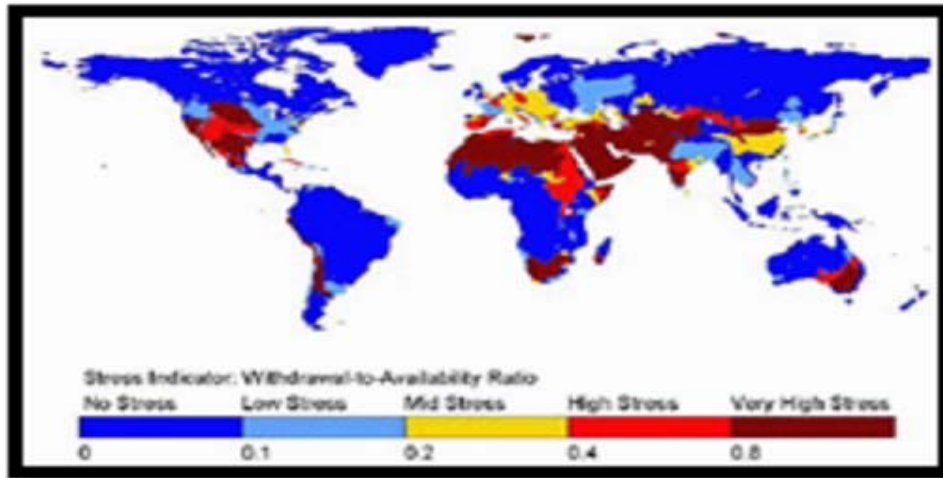 Stress Indicator: Withdrawal-to-Availability Ratio
No Stress Low Stress Mid Stress High Stress Very High Stress
0 0.1 0.2 0.4 0.8